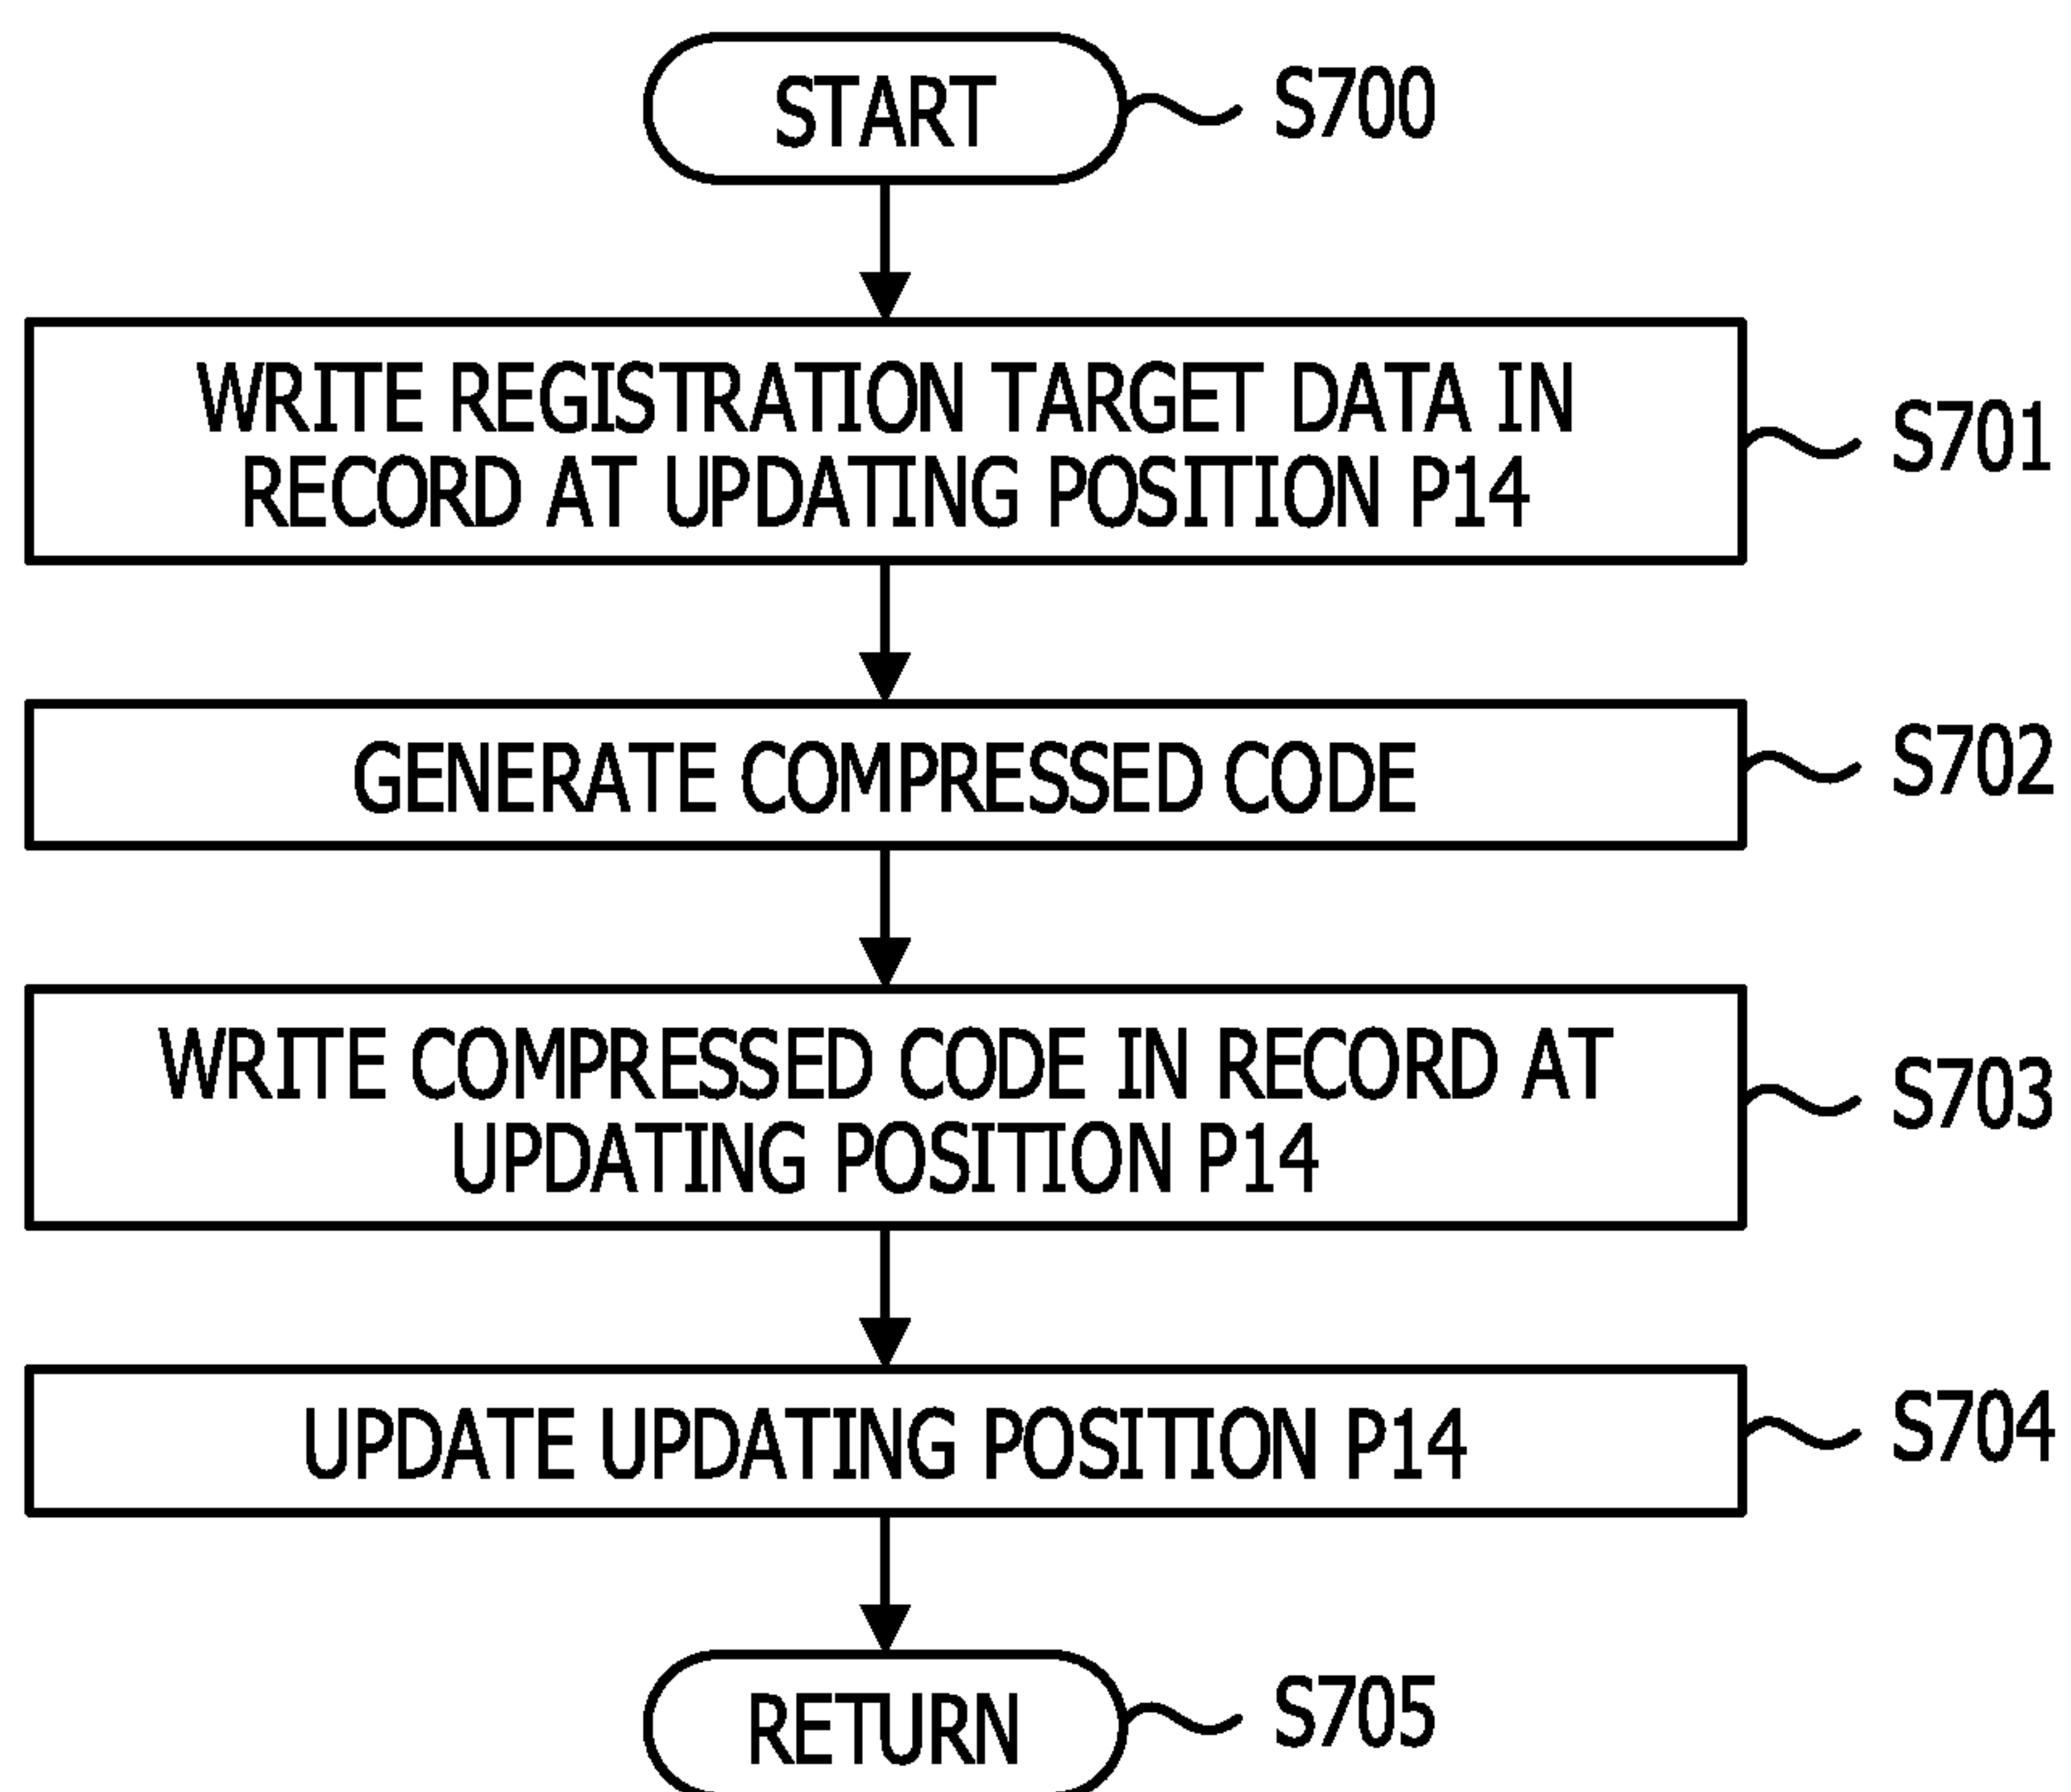 START
S700
WRITE REGISTRATION TARGET DATA IN
RECORD AT UPDATING POSITION P14
S701
GENERATE COMPRESSED CODE
S702
WRITE COMPRESSED CODE IN RECORD AT
UPDATING POSITION P14
S703
UPDATE UPDATING POSITION P14
S704
RETURN
S705